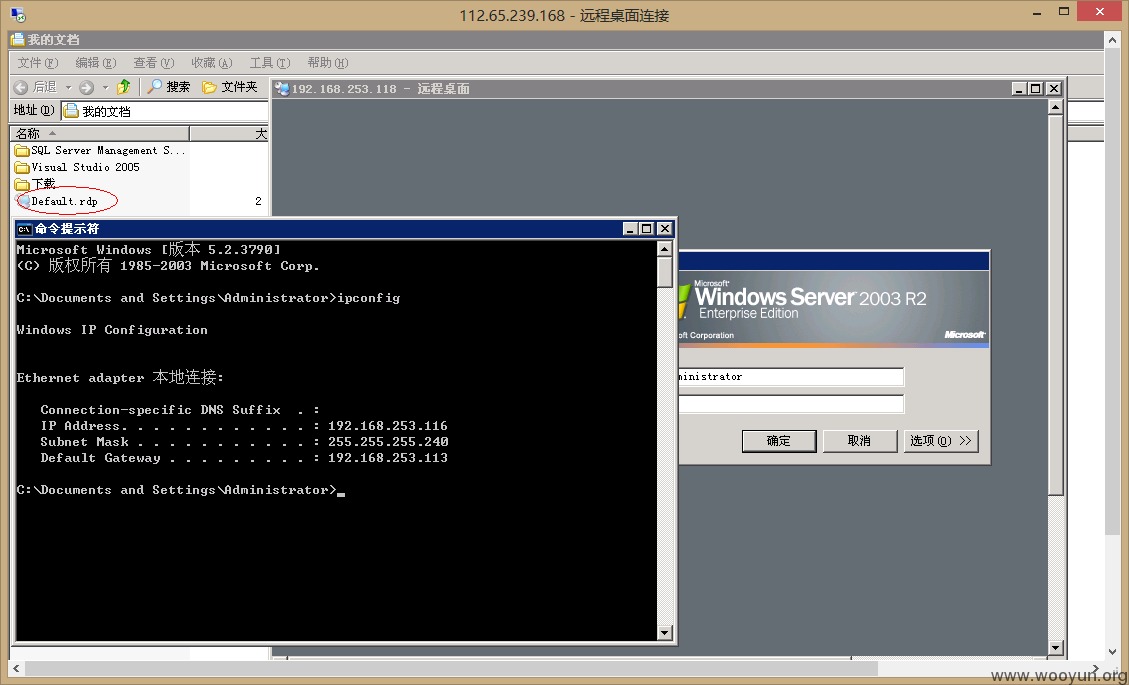 112.65.239.168 - 远程桌面连接
我的文档
文件(F) 编辑(E) 查看(V) 收藏(A) 工具(T) 帮助(H)
后退 搜索 文件夹
地址(D) 我的文档
192.168.253.118 - 远程桌面
名称 大
SQL Server Management S...
Visual Studio 2005
下载
Default.rdp 2
命令提示符
Microsoft Windows [版本 5.2.3790]
(C) 版权所有 1985-2003 Microsoft Corp.
C:\Documents and Settings\Administrator>ipconfig
Windows IP Configuration
Ethernet adapter 本地连接:
Connection-specific DNS Suffix . :
IP Address. . . . . . . . . . . . : 192.168.253.116
Subnet Mask . . . . . . . . . . . : 255.255.255.240
Default Gateway . . . . . . . . . : 192.168.253.113
C:\Documents and Settings\Administrator>
Microsoft
Windows Server 2003 R2
Enterprise Edition
oft Corporation
Microsoft
ministrator
确定 取消 选项(O) >>
www.wooyun.org